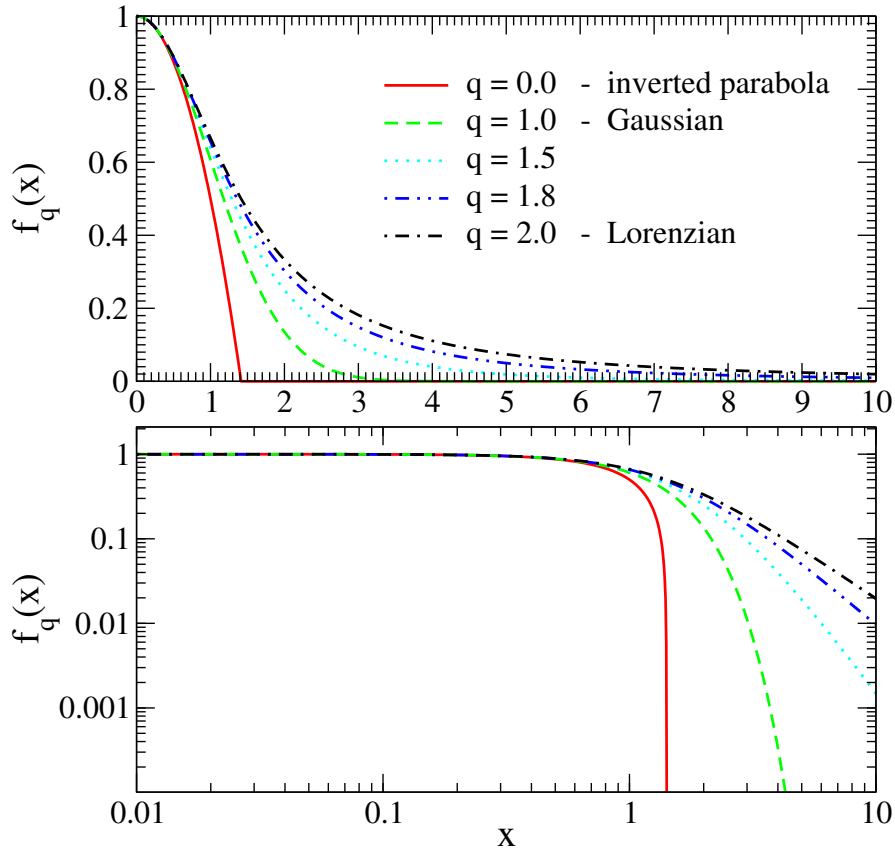 1
0.8
0.6
0.4
0.2
0
f_q(x)
q = 0.0 - inverted parabola
q = 1.0 - Gaussian
q = 1.5
q = 1.8
q = 2.0 - Lorenzian
0 1 2 3 4 5 6 7 8 9 10
1
0.1
0.01
0.001
f_q(x)
0.01 0.1 1 10
x